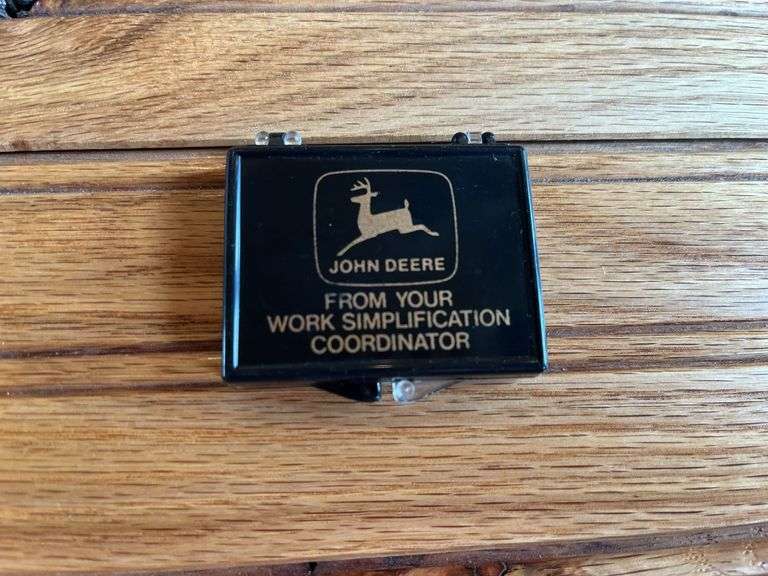 JOHN DEERE
FROM YOUR
WORK SIMPLIFICATION
COORDINATOR